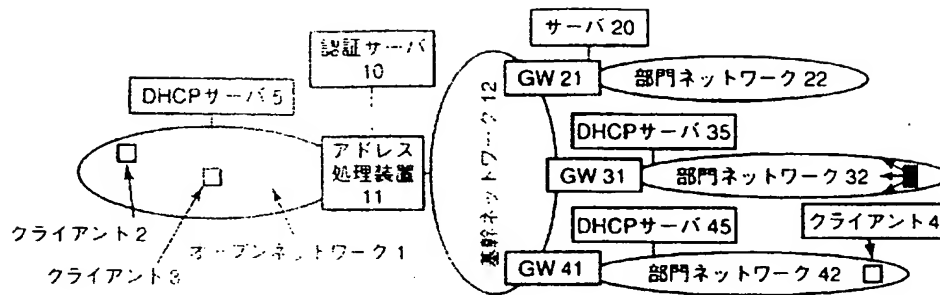 サーバ 20
認証サーバ
10
GW 21
部門ネットワーク 22
DHCPサーバ 5
基幹ネットワーク 12
DHCPサーバ 35
アドレス
処理装置
11
GW 31
部門ネットワーク 32
クライアント 2
オープンネットワーク 1
クライアント 3
DHCPサーバ 45
クライアント 4
GW 41
部門ネットワーク 42